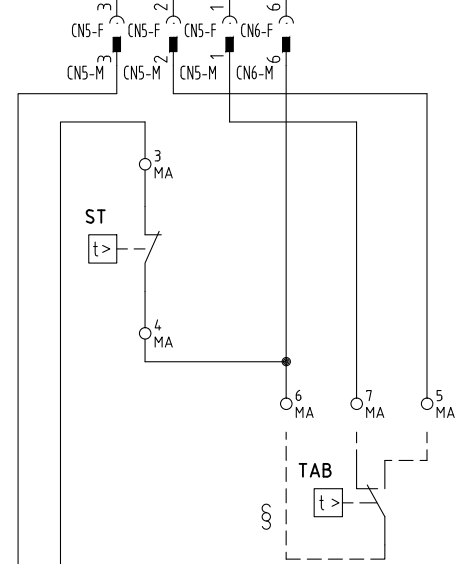 3 2 1 6
CN5-F CN5-F CN5-F CN6-F
3 2 1 6
CN5-M CN5-M CN5-M CN6-M
3
MA
ST
t>
4
MA
6 7 5
MA MA MA
TAB
t>